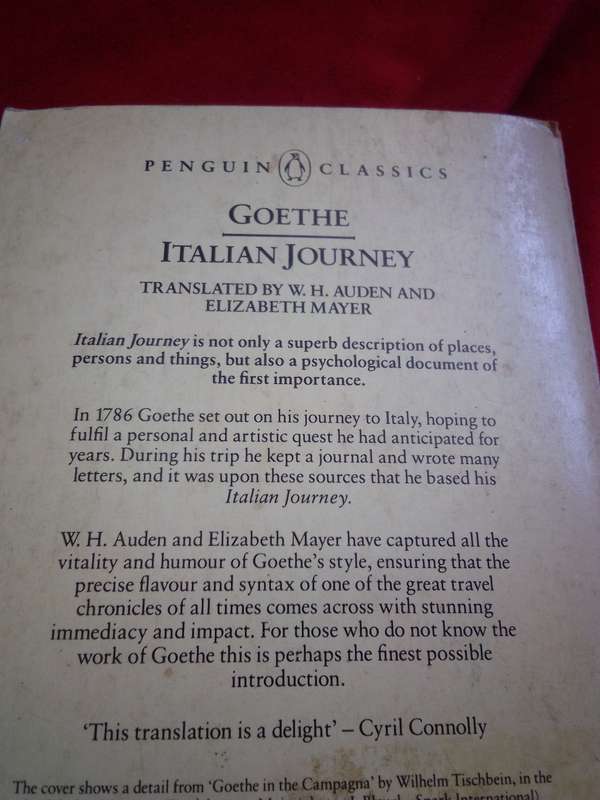 PENGUIN CLASSICS
GOETHE
ITALIAN JOURNEY
TRANSLATED BY W. H. AUDEN AND
ELIZABETH MAYER
Italian Journey is not only a superb description of places,
persons and things, but also a psychological document of
the first importance.
In 1786 Goethe set out on his journey to Italy, hoping to
fulfil a personal and artistic quest he had anticipated for
years. During his trip he kept a journal and wrote many
letters, and it was upon these sources that he based his
Italian Journey.
W. H. Auden and Elizabeth Mayer have captured all the
vitality and humour of Goethe's style, ensuring that the
precise flavour and syntax of one of the great travel
chronicles of all times comes across with stunning
immediacy and impact. For those who do not know the
work of Goethe this is perhaps the finest possible
introduction.
‘This translation is a delight’ – Cyril Connolly
The cover shows a detail from ‘Goethe in the Campagna’ by Wilhelm Tischbein, in the